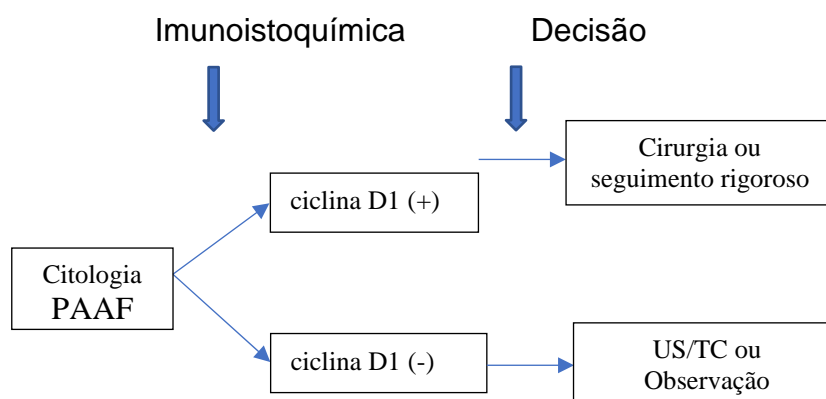 Imunoistoquímica
Decisão
Cirurgia ou
seguimento rigoroso
ciclina D1 (+)
Citologia
PAAF
ciclina D1 (-)
US/TC ou
Observação